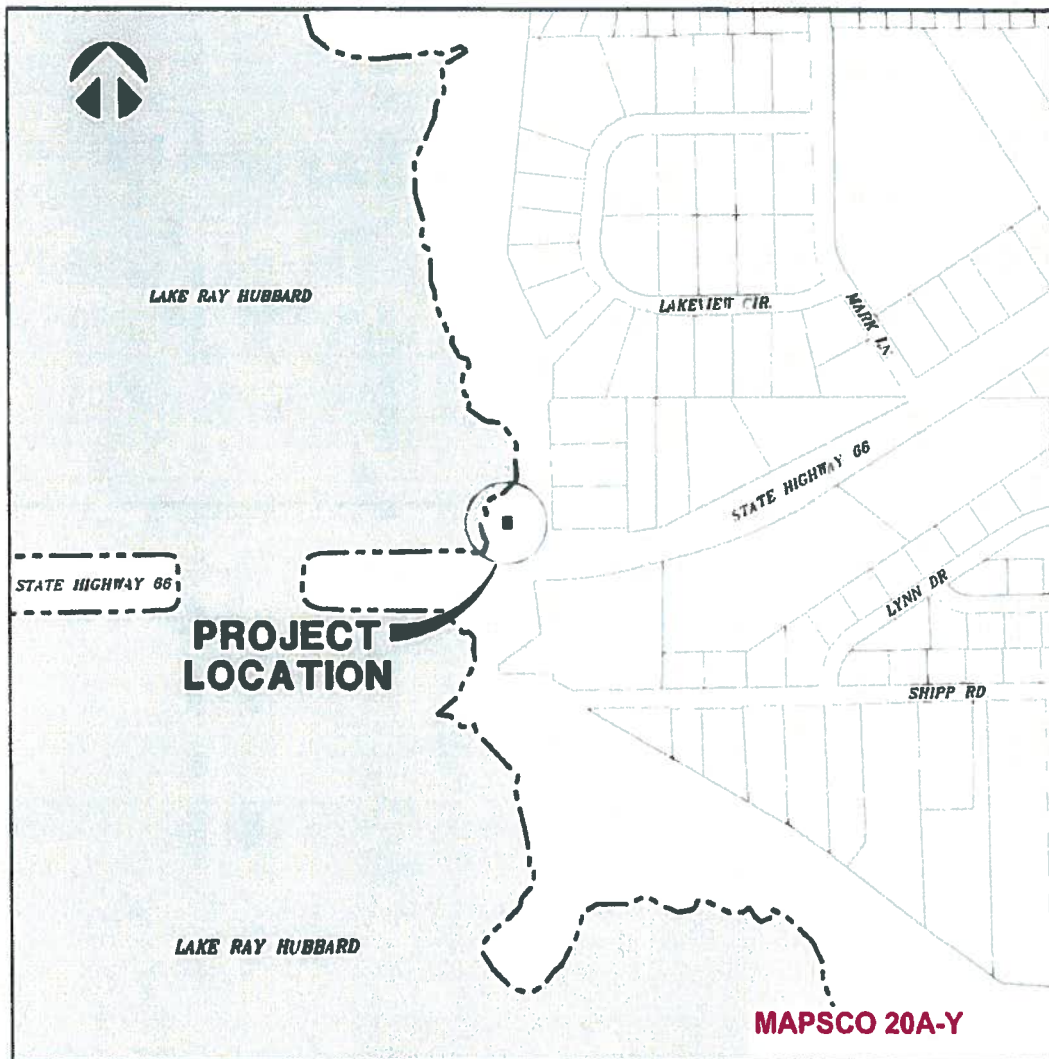 LAKE RAY HUBBARD
LAKEVIEW CIR.
MARK LN
STATE HIGHWAY 66
STATE HIGHWAY 66
LYNN DR
PROJECT
LOCATION
SHIPP RD
LAKE RAY HUBBARD
MAPSCO 20A-Y